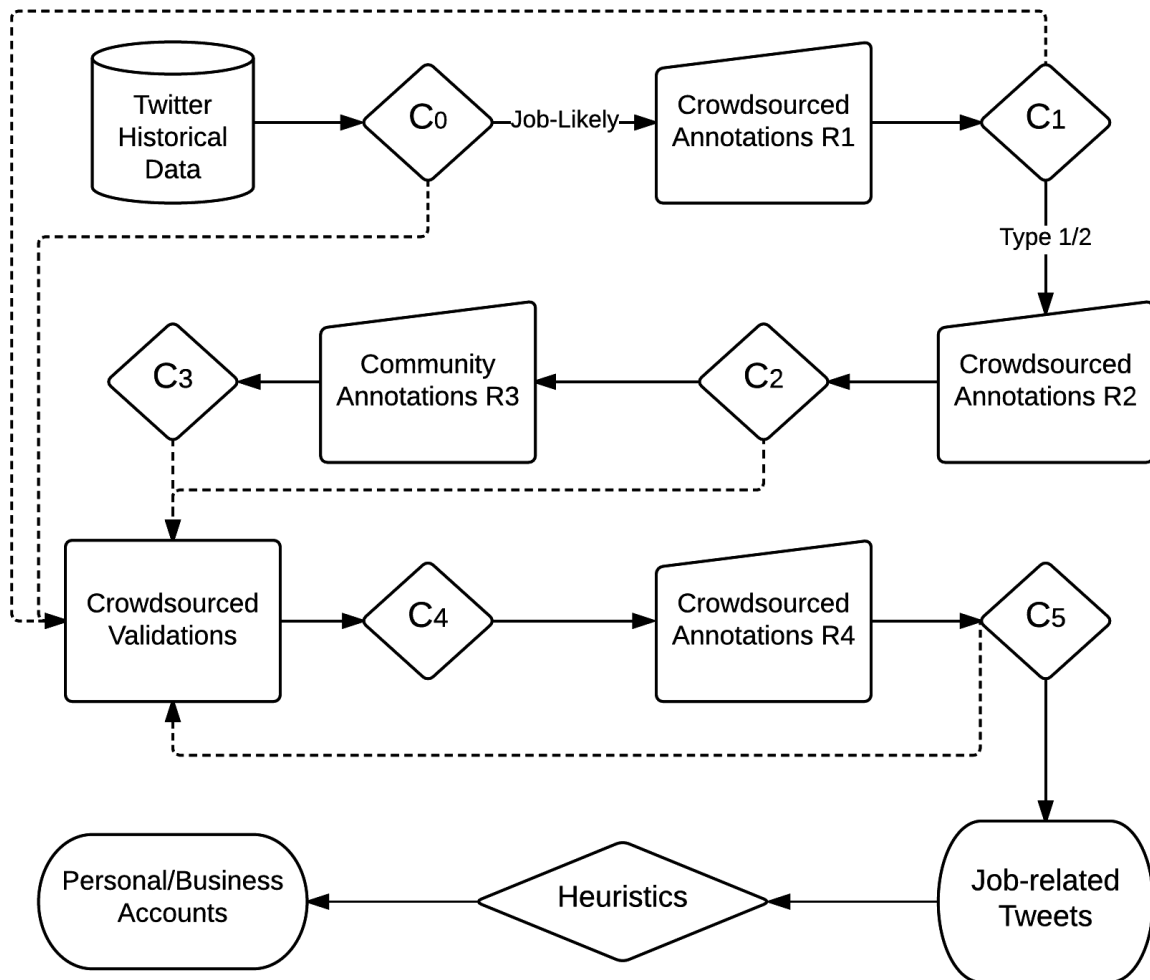 Twitter
Historical
Data
C0
Job-Likely
Crowdsourced
Annotations R1
C1
Type 1/2
C3
Community
Annotations R3
C2
Crowdsourced
Annotations R2
Crowdsourced
Validations
C4
Crowdsourced
Annotations R4
C5
Personal/Business
Accounts
Heuristics
Job-related
Tweets